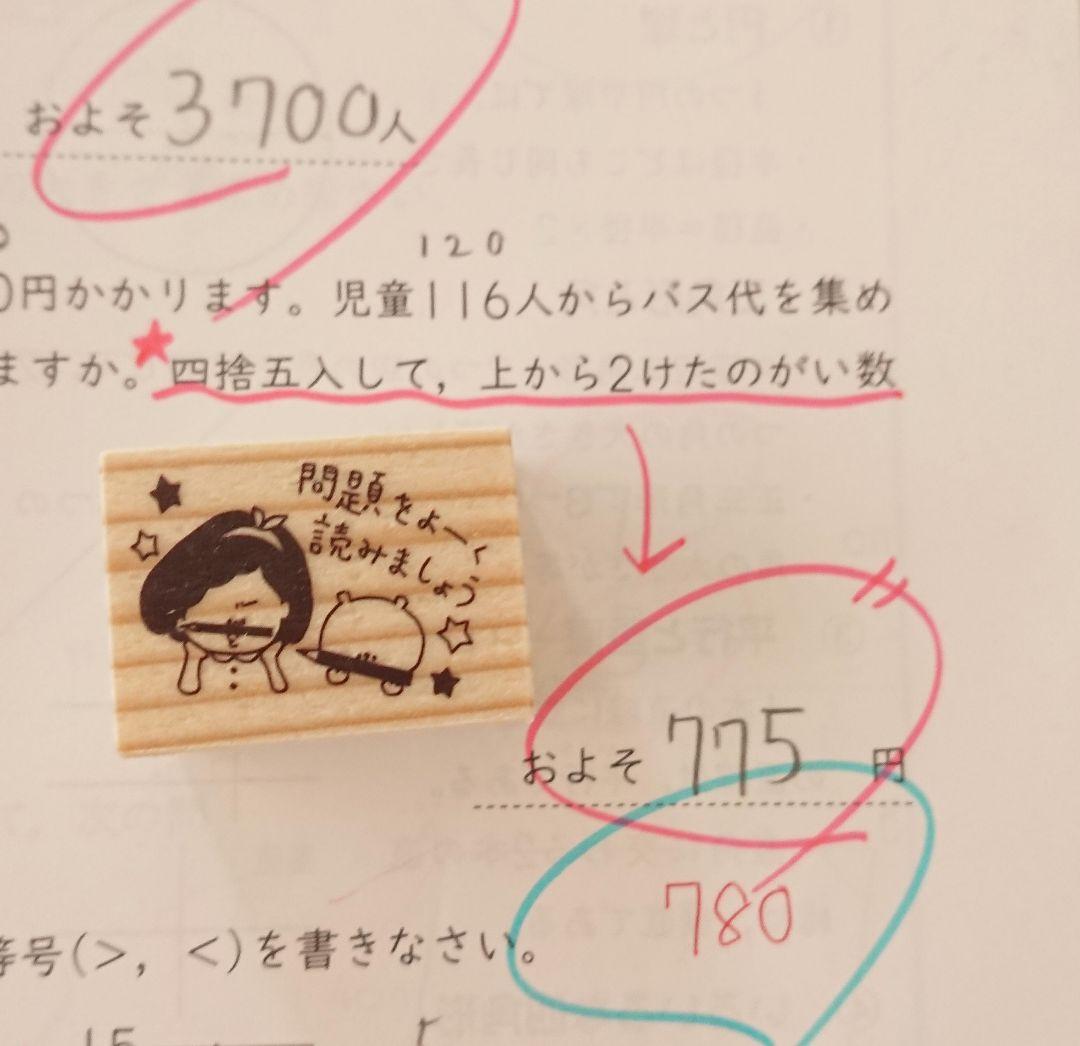 およそ3700人
120
0円かかります。児童116人からバス代を集め
ますか。★四捨五入して，上から2けたのがい数
問題をよーく
読みましょう
およそ775円
780
等号(>，<)を書きなさい。
15